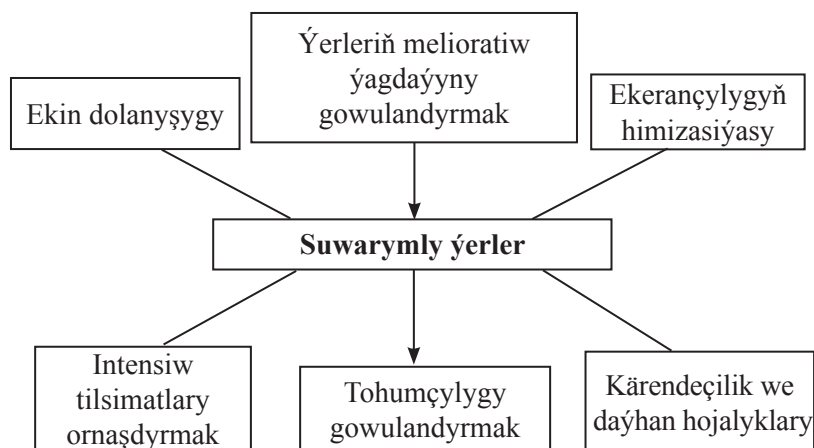 Ýerleriň melioratiw
ýagdaýyny
gowulandyrmak
Ekin dolanyşygy
Ekerançylygyň
himizasiýasy
Suwarymly ýerler
Intensiw
tilsimatlary
ornaşdyrmak
Tohumçylygy
gowulandyrmak
Kärendeçilik we
daýhan hojalyklary